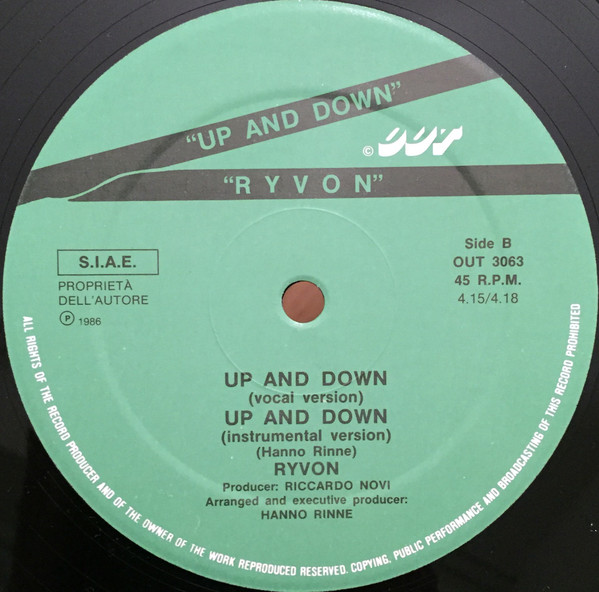 "UP AND DOWN"
© OUT
"RYVON"
S.I.A.E.
PROPRIETÀ
DELL'AUTORE
Ⓟ 1986
Side B
OUT 3063
45 R.P.M.
4.15/4.18
UP AND DOWN
(vocal version)
UP AND DOWN
(instrumental version)
(Hanno Rinne)
RYVON
Producer: RICCARDO NOVI
Arranged and executive producer:
HANNO RINNE
ALL RIGHTS OF THE RECORD PRODUCER AND OF THE OWNER OF THE WORK REPRODUCED RESERVED. COPYING, PUBLIC PERFORMANCE AND BROADCASTING OF THIS RECORD PROHIBITED